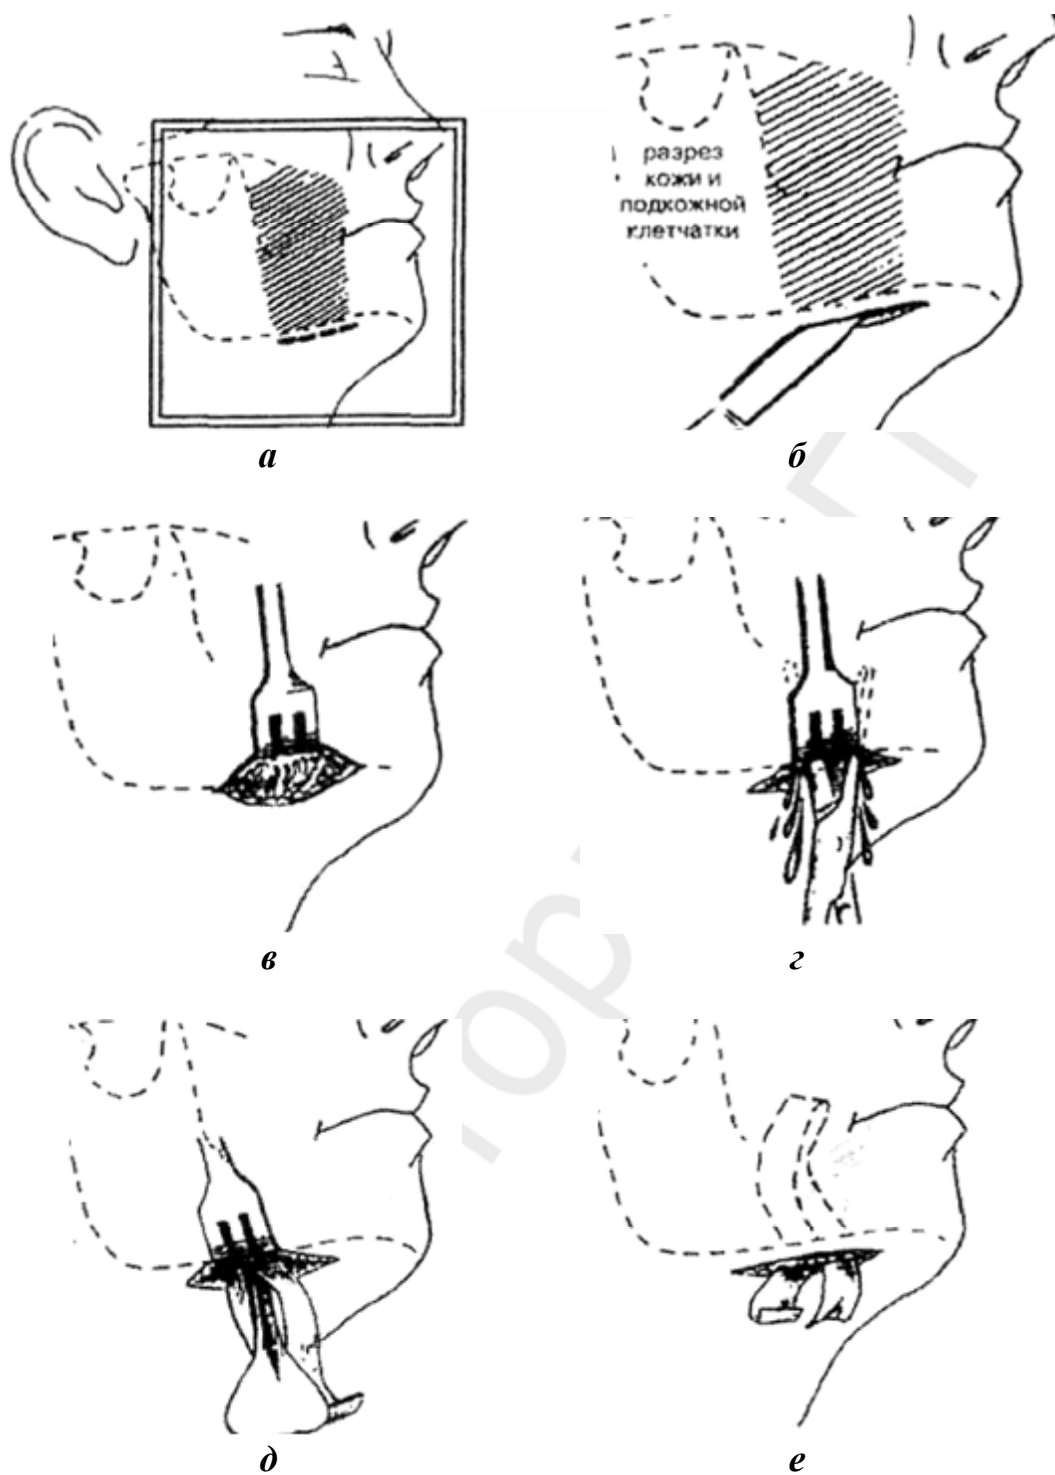 разрез
кожи и
подкожной
клетчатки
а
б
в
г
д
е